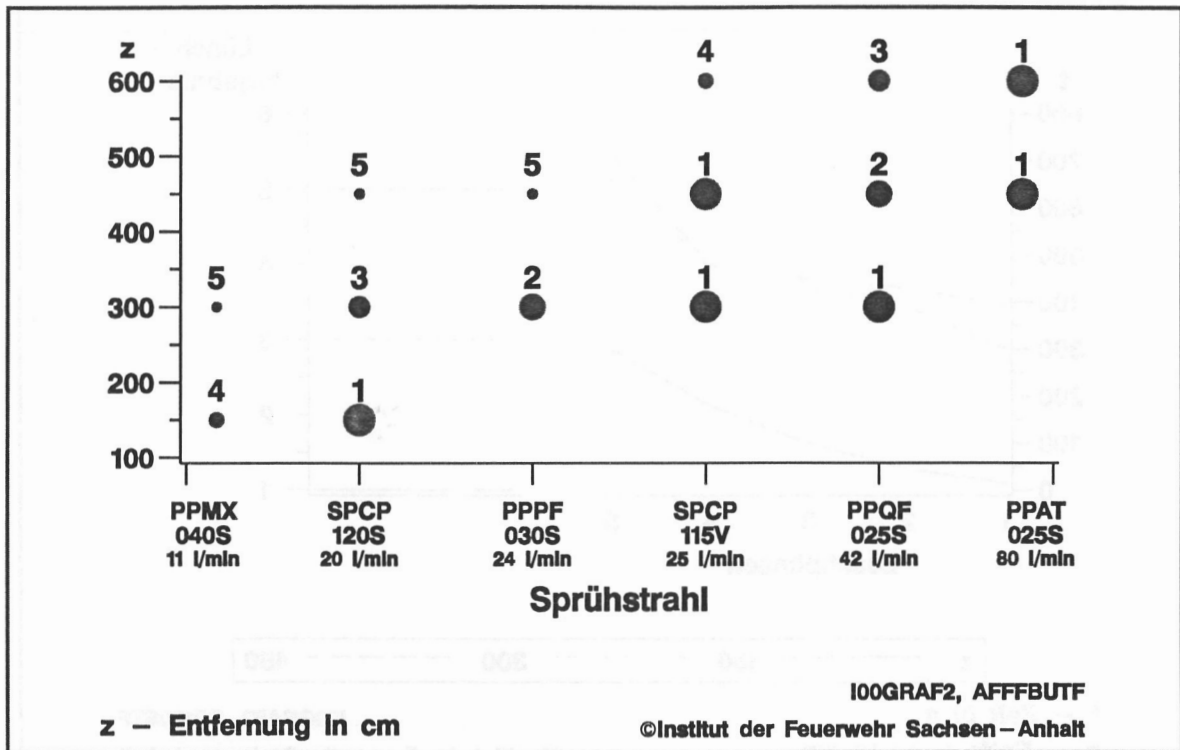 z
4 3 1
600
5 5 1 2 1
500
400
5 3 2 1 1
300
4 1
200
100
PPMX SPCP PPPF SPCP PPQF PPAT
040S 120S 030S 115V 025S 025S
11 l/min 20 l/min 24 l/min 25 l/min 42 l/min 80 l/min
Sprühstrahl
I00GRAF2, AFFFBUTF
z – Entfernung in cm
©Institut der Feuerwehr Sachsen–Anhalt